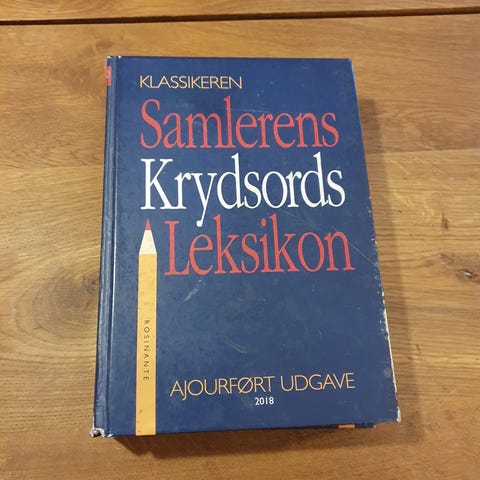 KLASSIKEREN
Samlerens
Krydsords
Leksikon
ROSINANTE
AJOURFØRT UDGAVE
2018